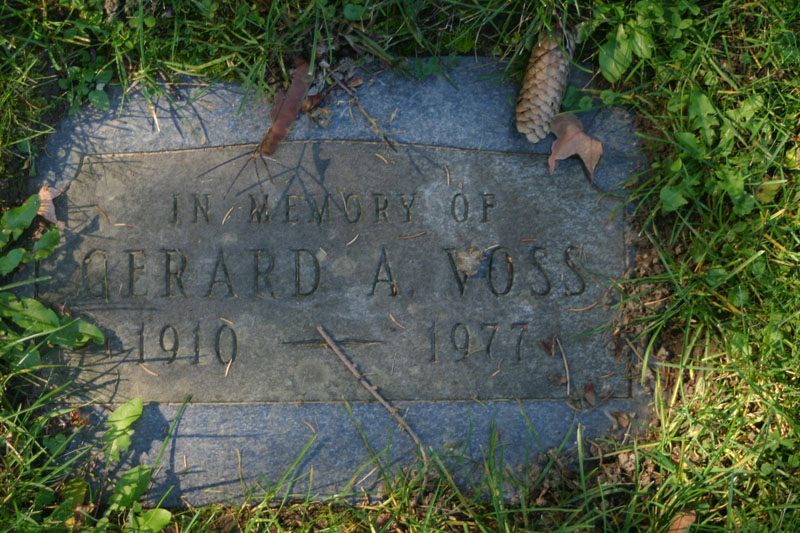 IN MEMORY OF
GERARD A. VOSS
1910 — 1977